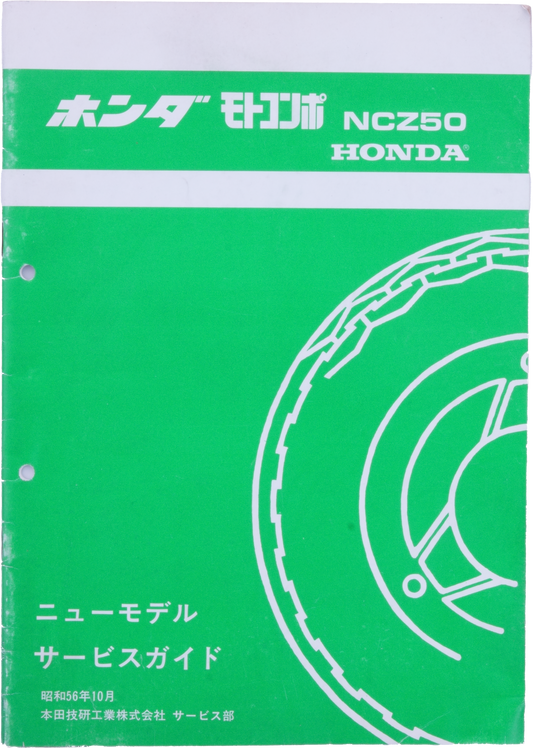 ホンダ モトコンポ NCZ50
HONDA®
ニューモデル
サービスガイド
昭和56年10月
本田技研工業株式会社 サービス部